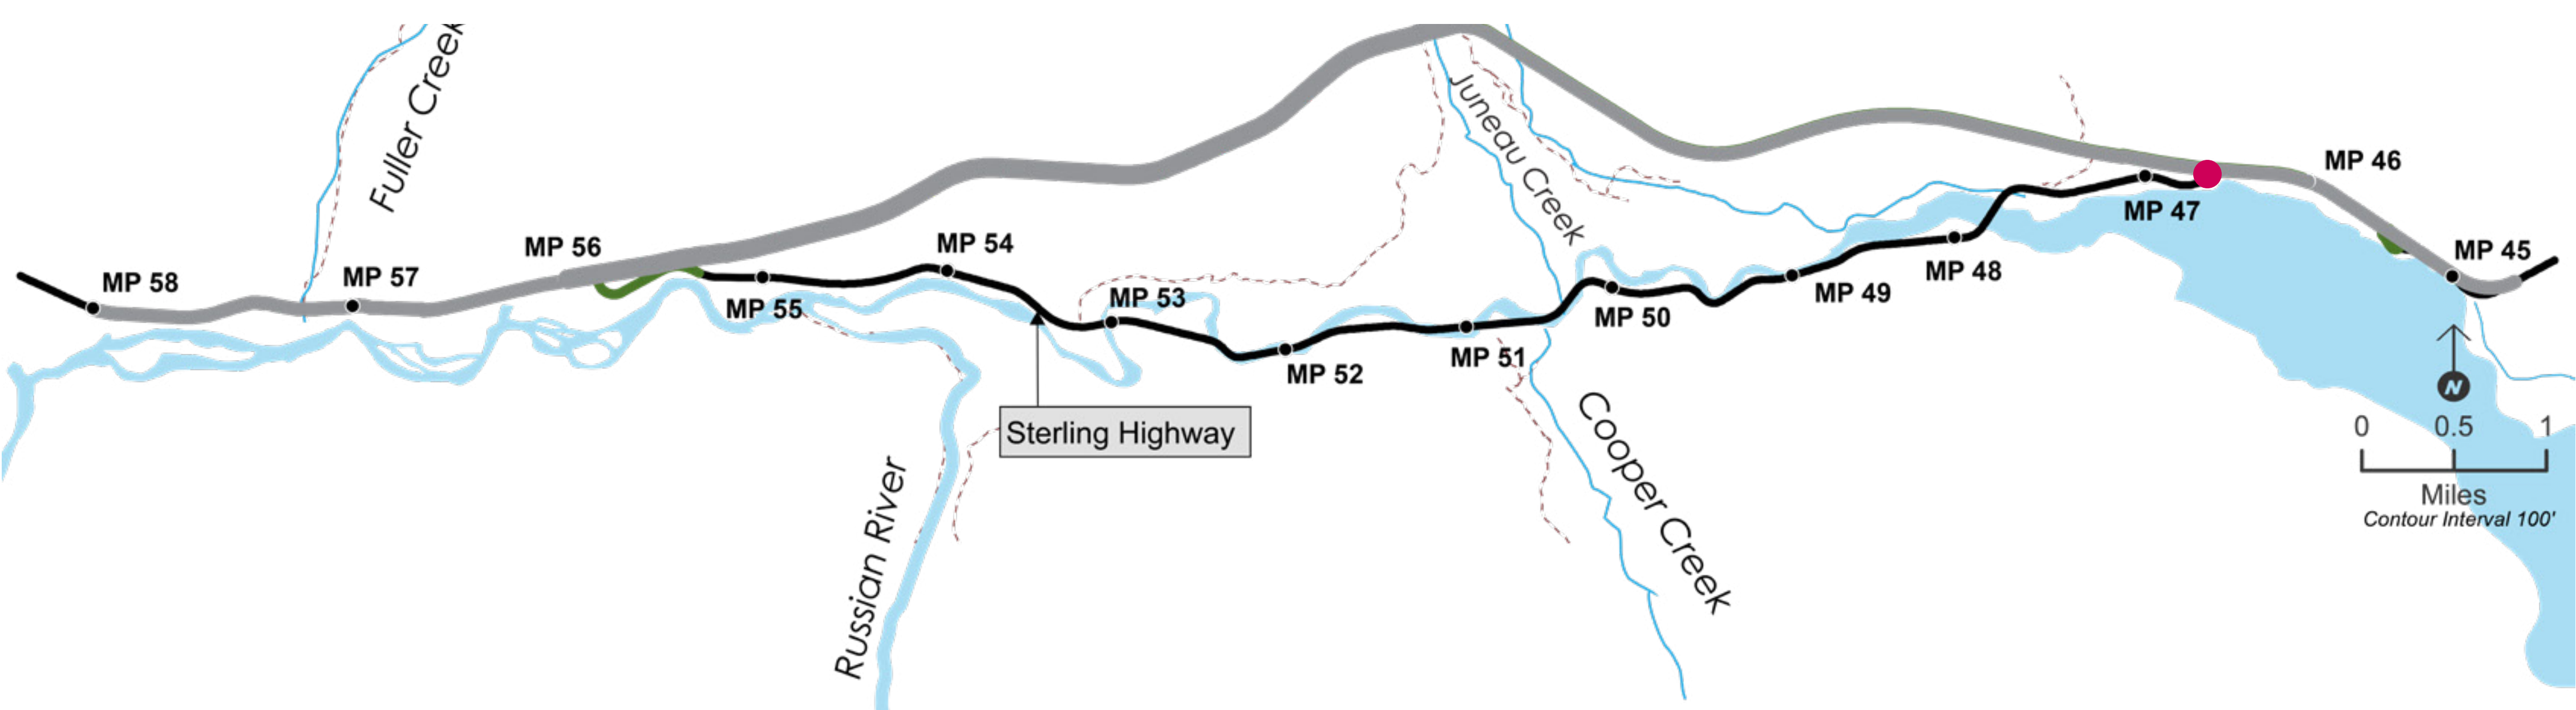 Fuller Creek
MP 58
MP 57
MP 56
MP 55
MP 54
MP 53
MP 52
MP 51
MP 50
MP 49
MP 48
MP 47
MP 46
MP 45
Juneau Creek
Sterling Highway
Russian River
Cooper Creek
N
0 0.5 1
Miles
Contour Interval 100'